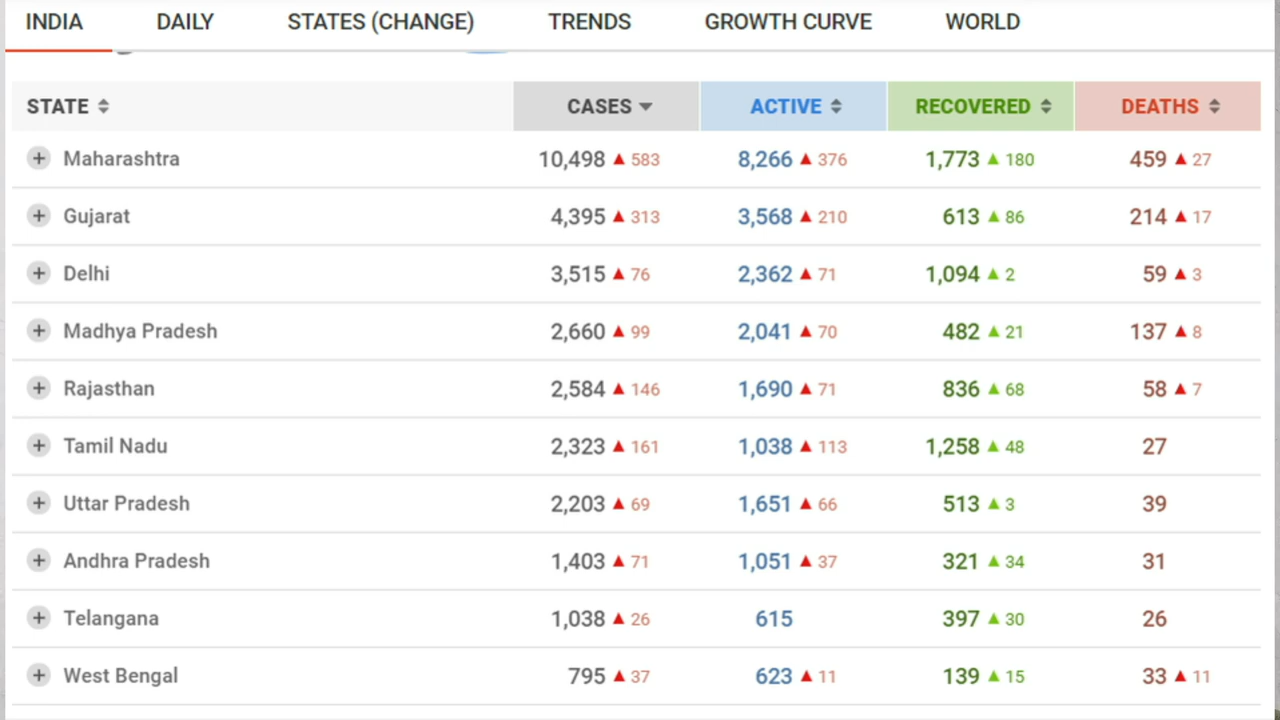 INDIA DAILY STATES (CHANGE) TRENDS GROWTH CURVE WORLD
STATE CASES ACTIVE RECOVERED DEATHS
Maharashtra 10,498 ▲ 583 8,266 ▲ 376 1,773 ▲ 180 459 ▲ 27
Gujarat 4,395 ▲ 313 3,568 ▲ 210 613 ▲ 86 214 ▲ 17
Delhi 3,515 ▲ 76 2,362 ▲ 71 1,094 ▲ 2 59 ▲ 3
Madhya Pradesh 2,660 ▲ 99 2,041 ▲ 70 482 ▲ 21 137 ▲ 8
Rajasthan 2,584 ▲ 146 1,690 ▲ 71 836 ▲ 68 58 ▲ 7
Tamil Nadu 2,323 ▲ 161 1,038 ▲ 113 1,258 ▲ 48 27
Uttar Pradesh 2,203 ▲ 69 1,651 ▲ 66 513 ▲ 3 39
Andhra Pradesh 1,403 ▲ 71 1,051 ▲ 37 321 ▲ 34 31
Telangana 1,038 ▲ 26 615 397 ▲ 30 26
West Bengal 795 ▲ 37 623 ▲ 11 139 ▲ 15 33 ▲ 11